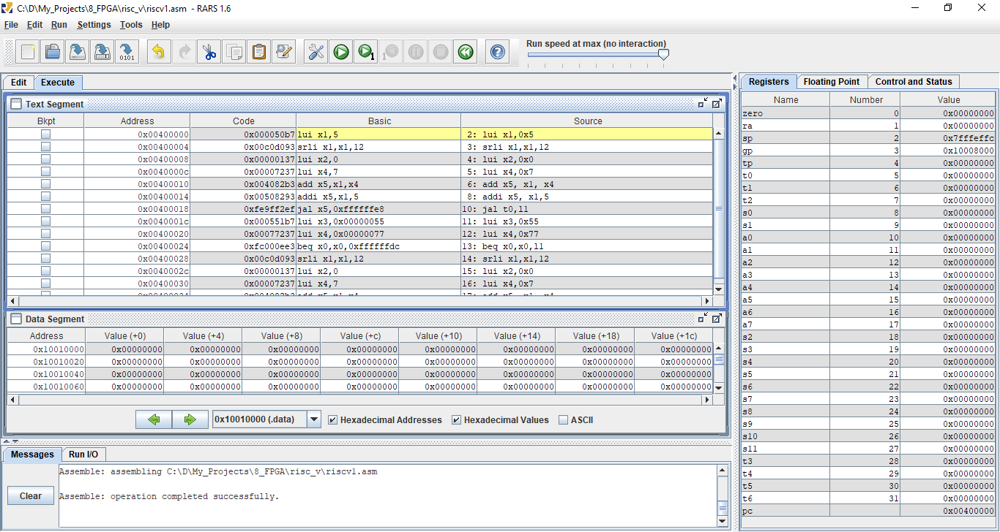 C:\D\My_Projects\8_FPGA\risc_v\riscv1.asm - RARS 1.6
File Edit Run Settings Tools Help
0101 1 1 ?
Run speed at max (no interaction)
Edit Execute
Text Segment
Bkpt Address Code Basic Source
0x00400000 0x000050b7 lui x1,5 2: lui x1,0x5
0x00400004 0x00c0d093 srli x1,x1,12 3: srli x1,x1,12
0x00400008 0x00000137 lui x2,0 4: lui x2,0x0
0x0040000c 0x00007237 lui x4,7 5: lui x4,0x7
0x00400010 0x004082b3 add x5,x1,x4 6: add x5, x1, x4
0x00400014 0x00508293 addi x5,x1,5 8: addi x5, x1,5
0x00400018 0xfe9ff2ef jal x5,0xffffffe8 10: jal t0,l1
0x0040001c 0x000551b7 lui x3,0x00000055 11: lui x3,0x55
0x00400020 0x00077237 lui x4,0x00000077 12: lui x4,0x77
0x00400024 0xfc000ee3 beq x0,x0,0xffffffdc 13: beq x0,x0,l1
0x00400028 0x00c0d093 srli x1,x1,12 14: srli x1,x1,12
0x0040002c 0x00000137 lui x2,0 15: lui x2,0x0
0x00400030 0x00007237 lui x4,7 16: lui x4,0x7
0x00400034 0x004082b3 add x5,x1,x4 17: add x5, x1, x4
Data Segment
Address Value (+0) Value (+4) Value (+8) Value (+c) Value (+10) Value (+14) Value (+18) Value (+1c)
0x10010000 0x00000000 0x00000000 0x00000000 0x00000000 0x00000000 0x00000000 0x00000000 0x00000000
0x10010020 0x00000000 0x00000000 0x00000000 0x00000000 0x00000000 0x00000000 0x00000000 0x00000000
0x10010040 0x00000000 0x00000000 0x00000000 0x00000000 0x00000000 0x00000000 0x00000000 0x00000000
0x10010060 0x00000000 0x00000000 0x00000000 0x00000000 0x00000000 0x00000000 0x00000000 0x00000000
0x10010000 (.data) Hexadecimal Addresses Hexadecimal Values ASCII
Messages Run I/O
Assemble: assembling C:\D\My_Projects\8_FPGA\risc_v\riscv1.asm
Clear
Assemble: operation completed successfully.
Registers Floating Point Control and Status
Name Number Value
zero 0 0x00000000
ra 1 0x00000000
sp 2 0x7fffeffc
gp 3 0x10008000
tp 4 0x00000000
t0 5 0x00000000
t1 6 0x00000000
t2 7 0x00000000
s0 8 0x00000000
s1 9 0x00000000
a0 10 0x00000000
a1 11 0x00000000
a2 12 0x00000000
a3 13 0x00000000
a4 14 0x00000000
a5 15 0x00000000
a6 16 0x00000000
a7 17 0x00000000
s2 18 0x00000000
s3 19 0x00000000
s4 20 0x00000000
s5 21 0x00000000
s6 22 0x00000000
s7 23 0x00000000
s8 24 0x00000000
s9 25 0x00000000
s10 26 0x00000000
s11 27 0x00000000
t3 28 0x00000000
t4 29 0x00000000
t5 30 0x00000000
t6 31 0x00000000
pc 0x00400000